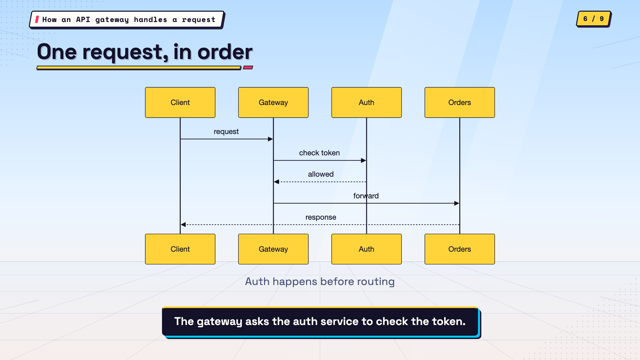 How an API gateway handles a request
6 / 9
One request, in order
Client
Gateway
Auth
Orders
request
check token
allowed
forward
response
Client
Gateway
Auth
Orders
Auth happens before routing
The gateway asks the auth service to check the token.